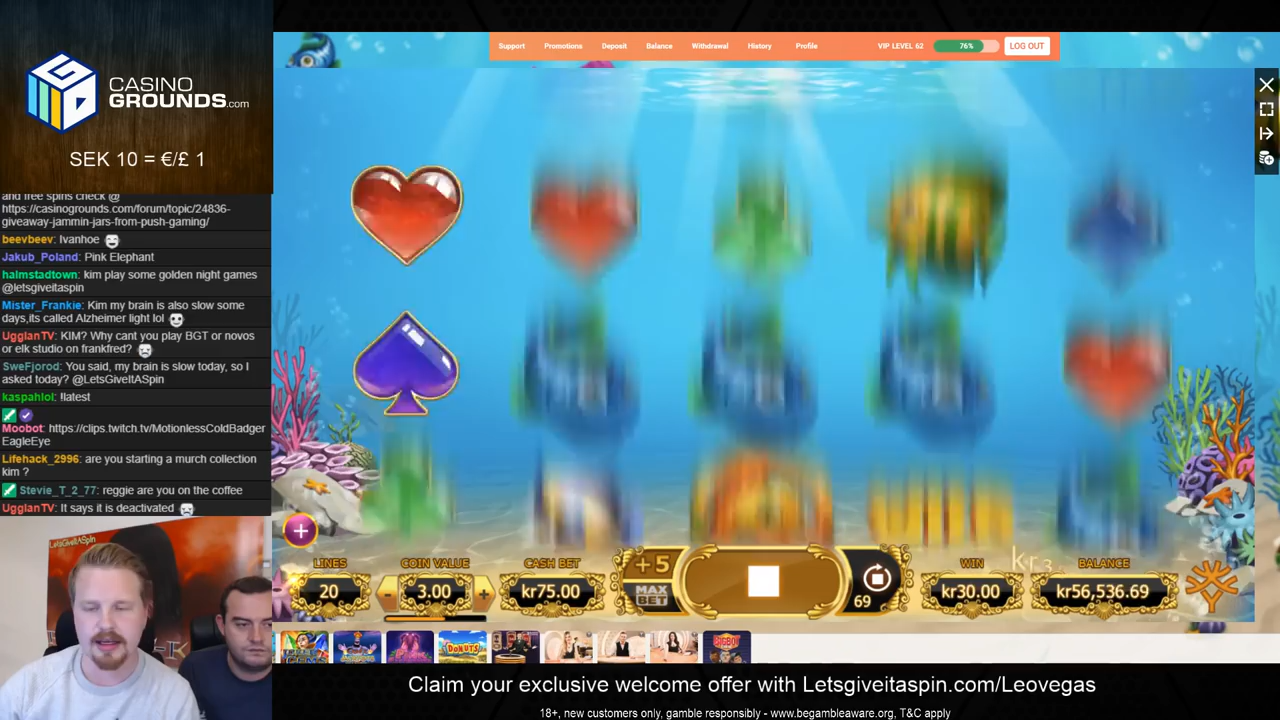 CASINO
GROUNDS.com
SEK 10 = €/£ 1
and free spins check @
https://casinogrounds.com/forum/topic/24836-
giveaway-jammin-jars-from-push-gaming/
beevbeev: Ivanhoe
Jakub_Poland: Pink Elephant
halmstadtown: kim play some golden night games
@letsgiveitaspin
Mister_Frankie: Kim my brain is also slow some
days,its called Alzheimer light lol
UggianTV: KIM? Why cant you play BGT or novos
or elk studio on frankfred?
SweFjorod: You said, my brain is slow today, so I
asked today? @LetsGiveItASpin
kaspahlol: !latest
Moobot: https://clips.twitch.tv/MotionlessColdBadger
EagleEye
Lifehack_2996: are you starting a murch collection
kim ?
Stevie_T_2_77: reggie are you on the coffee
UggianTV: It says it is deactivated
LetsGiveItASpin
Support Promotions Deposit Balance Withdrawal History Profile VIP LEVEL 62 76% LOG OUT
LINES COIN VALUE CASH BET +5 WIN BALANCE
20 - 3.00 + kr75.00 MAX BET 69 kr30.00 kr56,536.69
DONUTS
BIGBOT
Claim your exclusive welcome offer with Letsgiveitaspin.com/Leovegas
18+, new customers only, gamble responsibly - www.begambleaware.org, T&C apply